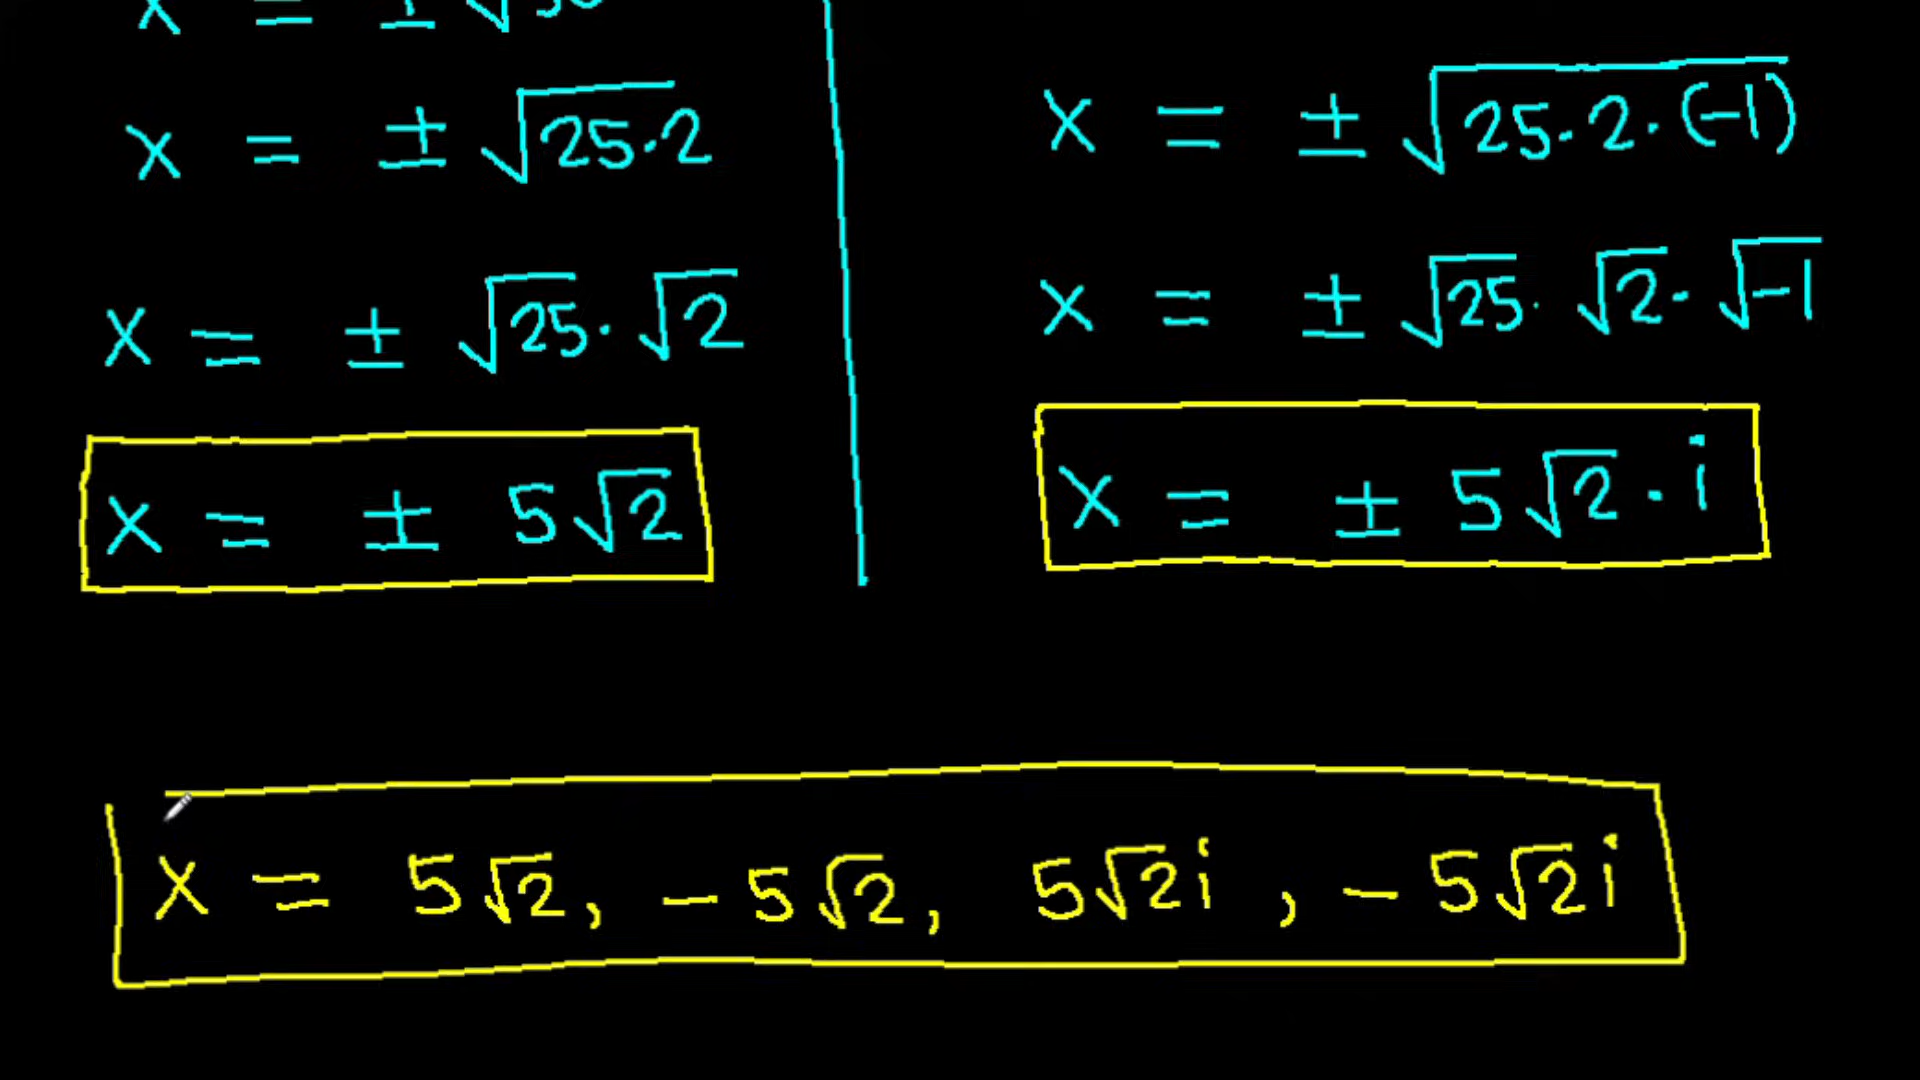 x = ± √50
x = ± √25·2
x = ± √25 · √2
x = ± 5√2
x = ± √25·2·(-1)
x = ± √25 · √2 · √-1
x = ± 5√2 · i
x = 5√2, -5√2, 5√2i, -5√2i